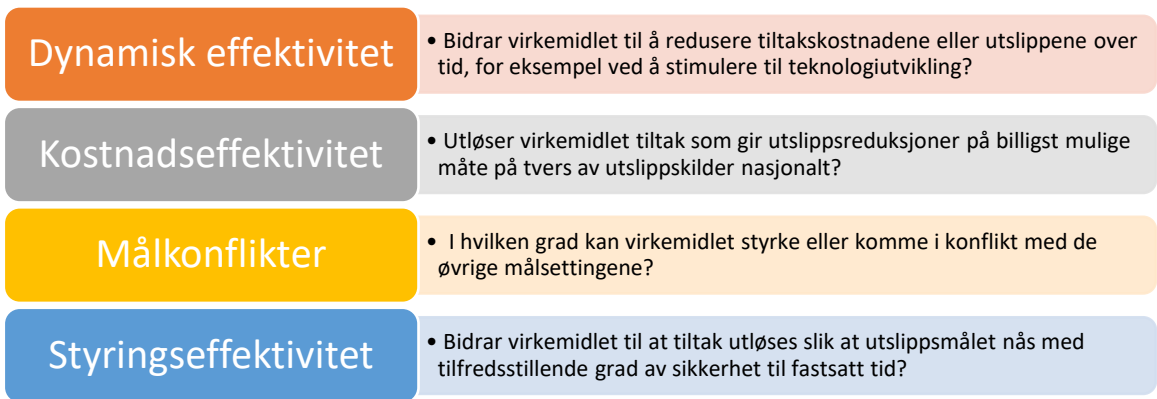 Dynamisk effektivitet
• Bidrar virkemidlet til å redusere tiltakskostnadene eller utslippene over
tid, for eksempel ved å stimulere til teknologiutvikling?
Kostnadseffektivitet
• Utløser virkemidlet tiltak som gir utslippsreduksjoner på billigst mulige
måte på tvers av utslippskilder nasjonalt?
Målkonflikter
• I hvilken grad kan virkemidlet styrke eller komme i konflikt med de
øvrige målsettingene?
Styringseffektivitet
• Bidrar virkemidlet til at tiltak utløses slik at utslippsmålet nås med
tilfredsstillende grad av sikkerhet til fastsatt tid?